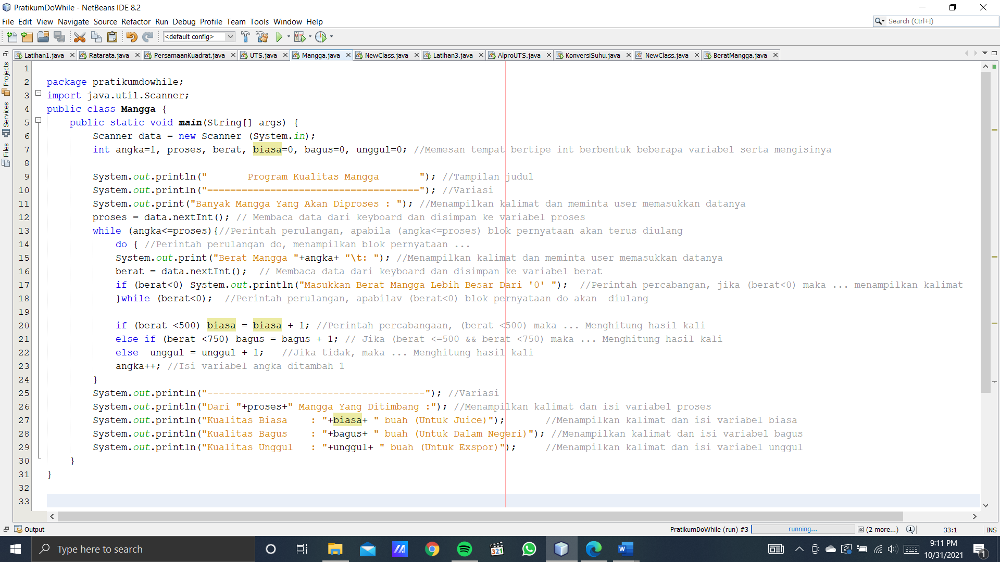 PratikumDoWhile - NetBeans IDE 8.2
File Edit View Navigate Source Refactor Run Debug Profile Team Tools Window Help
Search (Ctrl+I)
<default config>
Latihan1.java Ratarata.java PersamaanKuadrat.java UTS.java Mangga.java NewClass.java Latihan3.java AlproUTS.java KonversiSuhu.java NewClass.java BeratMangga.java
Projects
Services
Files
1
2 package pratikumdowhile;
3 import java.util.Scanner;
4 public class Mangga {
5 public static void main(String[] args) {
6 Scanner data = new Scanner (System.in);
7 int angka=1, proses, berat, biasa=0, bagus=0, unggul=0; //Memesan tempat bertipe int berbentuk beberapa variabel serta mengisinya
8
9 System.out.println("       Program Kualitas Mangga       "); //Tampilan judul
10 System.out.println("====================================="); //Variasi
11 System.out.print("Banyak Mangga Yang Akan Diproses : "); //Menampilkan kalimat dan meminta user memasukkan datanya
12 proses = data.nextInt(); // Membaca data dari keyboard dan disimpan ke variabel proses
13 while (angka<=proses){//Perintah perulangan, apabila (angka<=proses) blok pernyataan akan terus diulang
14 do { //Perintah perulangan do, menampilkan blok pernyataan ...
15 System.out.print("Berat Mangga "+angka+ "\t: "); //Menampilkan kalimat dan meminta user memasukkan datanya
16 berat = data.nextInt();  // Membaca data dari keyboard dan disimpan ke variabel berat
17 if (berat<0) System.out.println("Masukkan Berat Mangga Lebih Besar Dari '0' ");  //Perintah percabangan, jika (berat<0) maka ... menampilkan kalimat
18 }while (berat<0);  //Perintah perulangan, apabilav (berat<0) blok pernyataan do akan  diulang
19
20 if (berat <500) biasa = biasa + 1; //Perintah percabangaan, (berat <500) maka ... Menghitung hasil kali
21 else if (berat <750) bagus = bagus + 1; // Jika (berat <=500 && berat <750) maka ... Menghitung hasil kali
22 else  unggul = unggul + 1;   //Jika tidak, maka ... Menghitung hasil kali
23 angka++; //Isi variabel angka ditambah 1
24 }
25 System.out.println("--------------------------------------"); //Variasi
26 System.out.println("Dari "+proses+" Mangga Yang Ditimbang :"); //Menampilkan kalimat dan isi variabel proses
27 System.out.println("Kualitas Biasa    : "+biasa+ " buah (Untuk Juice)");       //Menampilkan kalimat dan isi variabel biasa
28 System.out.println("Kualitas Bagus    : "+bagus+ " buah (Untuk Dalam Negeri)"); //Menampilkan kalimat dan isi variabel bagus
29 System.out.println("Kualitas Unggul   : "+unggul+ " buah (Untuk Exspor)");     //Menampilkan kalimat dan isi variabel unggul
30 }
31 }
32
33
Output
PratikumDoWhile (run) #3 running... (2 more...) 1 33:1 INS
Type here to search
321
9:11 PM
10/31/2021
1